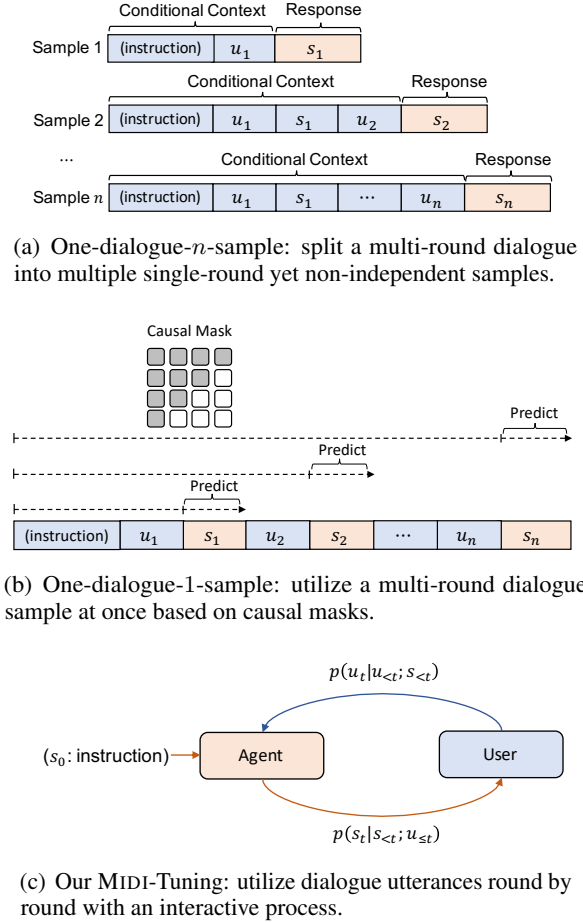 Conditional Context Response
Sample 1 (instruction) u₁ s₁
Conditional Context Response
Sample 2 (instruction) u₁ s₁ u₂ s₂
...
Conditional Context Response
Sample n (instruction) u₁ s₁ ⋯ uₙ sₙ
(a) One-dialogue-n-sample: split a multi-round dialogue
into multiple single-round yet non-independent samples.
Causal Mask
Predict
Predict
Predict
(instruction) u₁ s₁ u₂ s₂ ⋯ uₙ sₙ
(b) One-dialogue-1-sample: utilize a multi-round dialogue
sample at once based on causal masks.
p(uₜ|u<ₜ; s<ₜ)
(s₀: instruction) Agent User
p(sₜ|s<ₜ; u≤ₜ)
(c) Our MIDI-Tuning: utilize dialogue utterances round by
round with an interactive process.